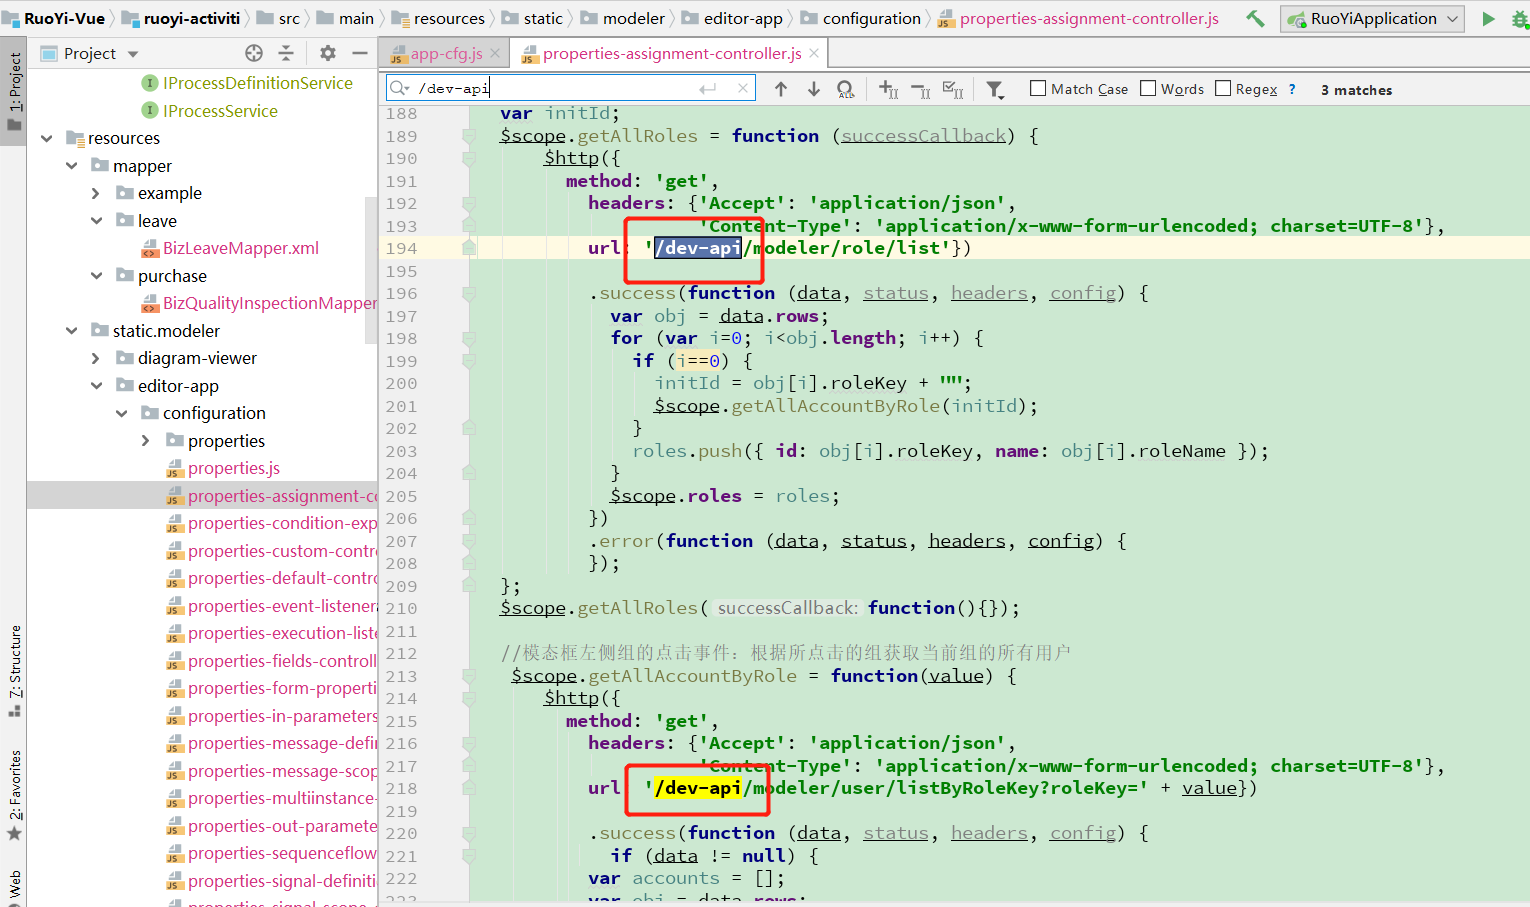 RuoYi-Vue ruoyi-activiti src main resources static modeler editor-app configuration properties-assignment-controller.js RuoYiApplication
Project
app-cfg.js
properties-assignment-controller.js
/dev-api
Match Case
Words
Regex
?
3 matches
1: Project
7: Structure
2: Favorites
Web
IProcessDefinitionService
IProcessService
resources
mapper
example
leave
BizLeaveMapper.xml
purchase
BizQualityInspectionMapper
static.modeler
diagram-viewer
editor-app
configuration
properties
properties.js
properties-assignment-co
properties-condition-exp
properties-custom-contro
properties-default-contro
properties-event-listener
properties-execution-liste
properties-fields-controll
properties-form-properti
properties-in-parameters
properties-message-defin
properties-message-scop
properties-multiinstance-
properties-out-paramete
properties-sequenceflow
properties-signal-definiti
188 var initId;
189 $scope.getAllRoles = function (successCallback) {
190 $http({
191 method: 'get',
192 headers: {'Accept': 'application/json',
193 'Content-Type': 'application/x-www-form-urlencoded; charset=UTF-8'},
194 url: '/dev-api/modeler/role/list'})
195
196 .success(function (data, status, headers, config) {
197 var obj = data.rows;
198 for (var i=0; i<obj.length; i++) {
199 if (i==0) {
200 initId = obj[i].roleKey + "";
201 $scope.getAllAccountByRole(initId);
202 }
203 roles.push({ id: obj[i].roleKey, name: obj[i].roleName });
204 }
205 $scope.roles = roles;
206 })
207 .error(function (data, status, headers, config) {
208 });
209 };
210 $scope.getAllRoles( successCallback: function(){});
211
212 //模态框左侧组的点击事件：根据所点击的组获取当前组的所有用户
213 $scope.getAllAccountByRole = function(value) {
214 $http({
215 method: 'get',
216 headers: {'Accept': 'application/json',
217 'Content-Type': 'application/x-www-form-urlencoded; charset=UTF-8'},
218 url '/dev-api/modeler/user/listByRoleKey?roleKey=' + value})
219
220 .success(function (data, status, headers, config) {
221 if (data != null) {
222 var accounts = [];
223 var obj = data.rows;